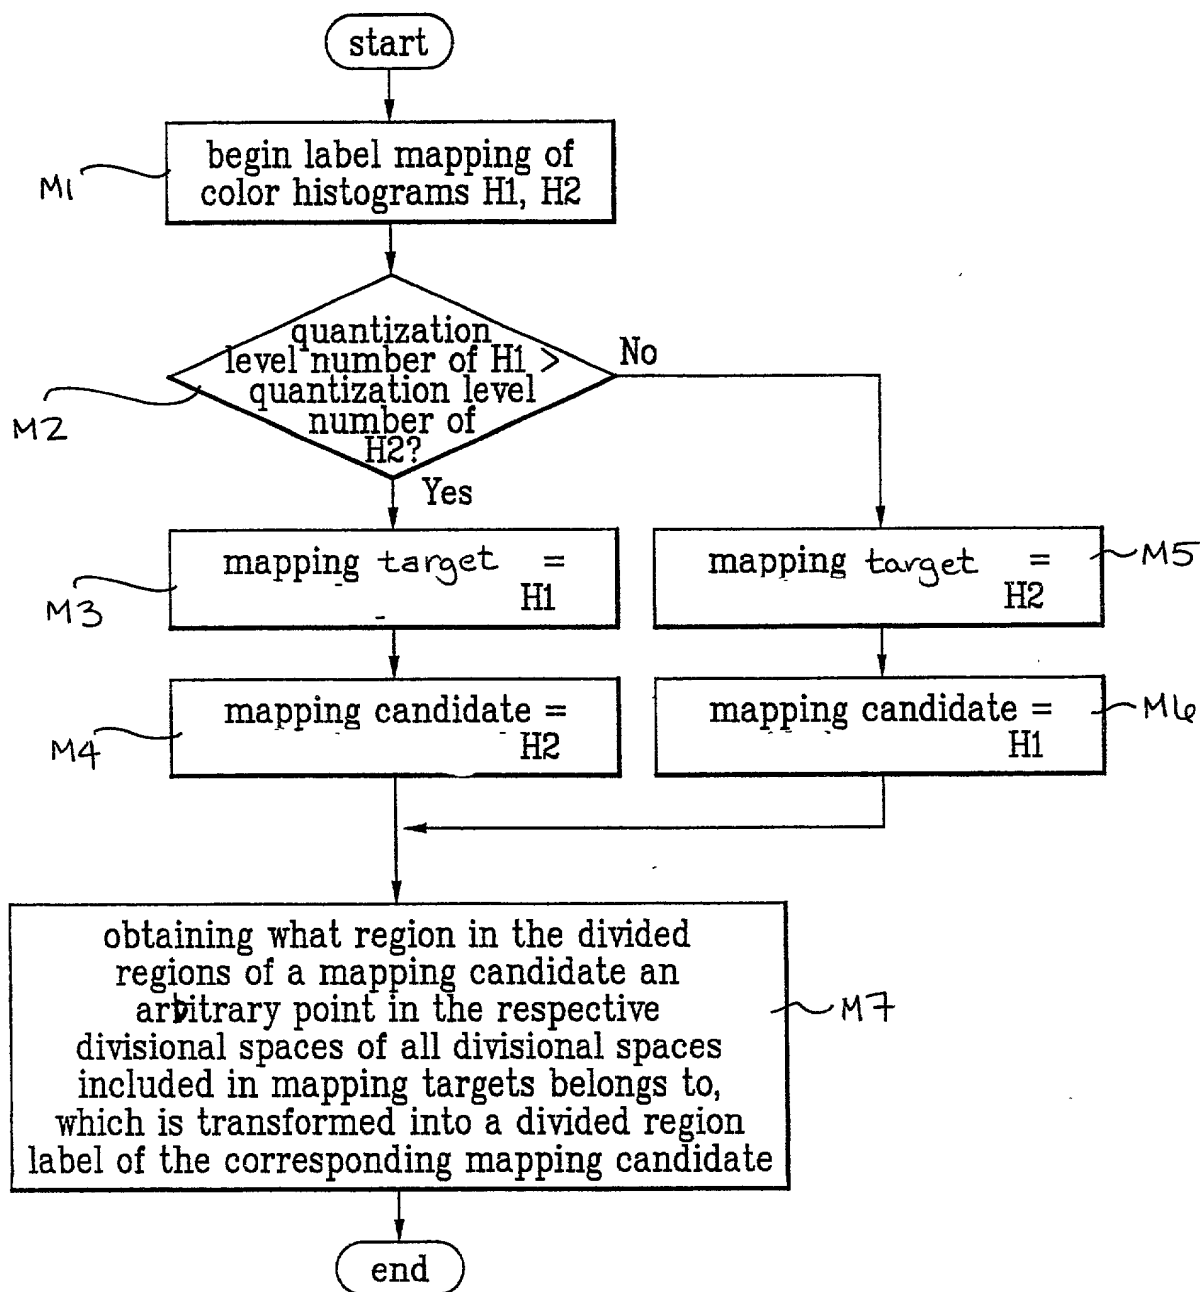 start
begin label mapping of
color histograms H1, H2
M1
quantization
level number of H1 >
quantization level
number of
H2?
No
M2
Yes
mapping target =
H1
M3
mapping target =
H2
M5
mapping candidate =
H2
M4
mapping candidate =
H1
M6
obtaining what region in the divided
regions of a mapping candidate an
arbitrary point in the respective
divisional spaces of all divisional spaces
included in mapping targets belongs to,
which is transformed into a divided region
label of the corresponding mapping candidate
M7
end